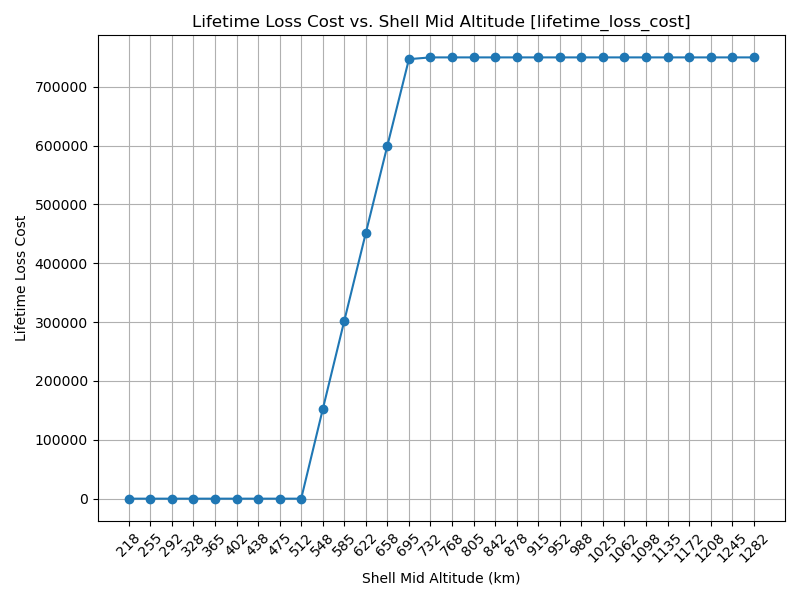 Lifetime Loss Cost vs. Shell Mid Altitude [lifetime_loss_cost]
Lifetime Loss Cost
700000
600000
500000
400000
300000
200000
100000
0
218 255 292 328 365 402 438 475 512 548 585 622 658 695 732 768 805 842 878 915 952 988 1025 1062 1098 1135 1172 1208 1245 1282
Shell Mid Altitude (km)